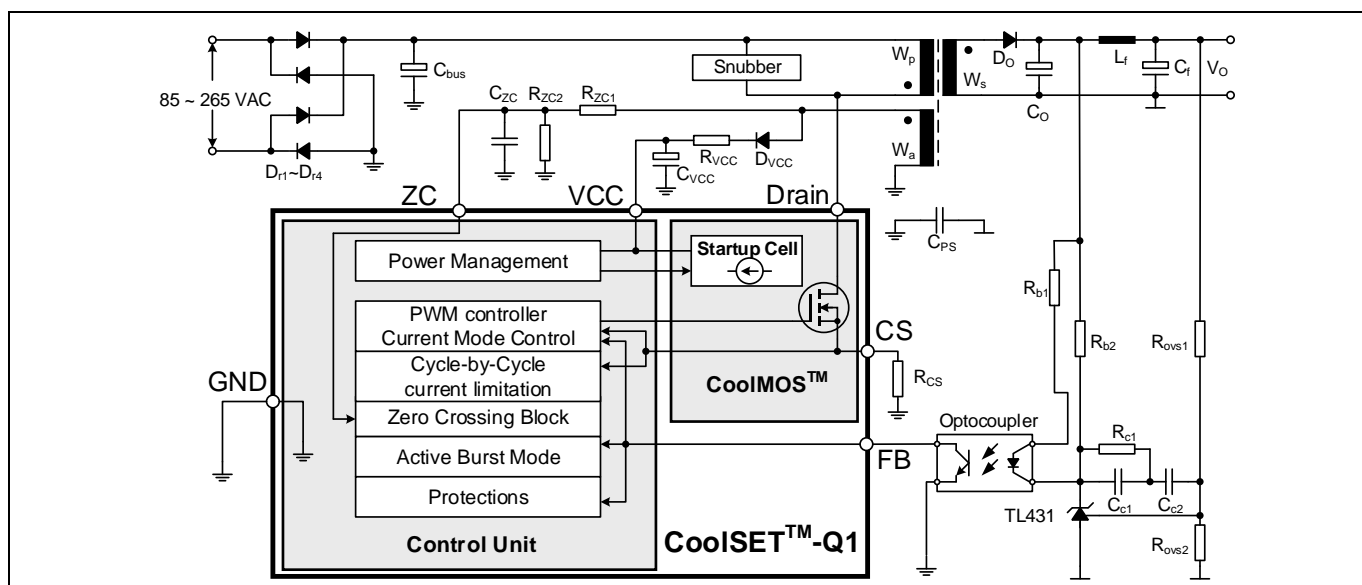 85 ~ 265 VAC
Dr1~Dr4
Cbus
CZC
RZC2
RZC1
Snubber
Wp
Ws
Wa
DO
CO
Lf
Cf
VO
RVCC
DVCC
CVCC
ZC
VCC
Drain
CPS
Power Management
Startup Cell
PWM controller
Current Mode Control
Cycle-by-Cycle
current limitation
Zero Crossing Block
Active Burst Mode
Protections
Control Unit
CoolMOS™
CoolSET™-Q1
GND
CS
RCS
FB
Optocoupler
TL431
Rb1
Rb2
Rovs1
Rc1
Cc1
Cc2
Rovs2